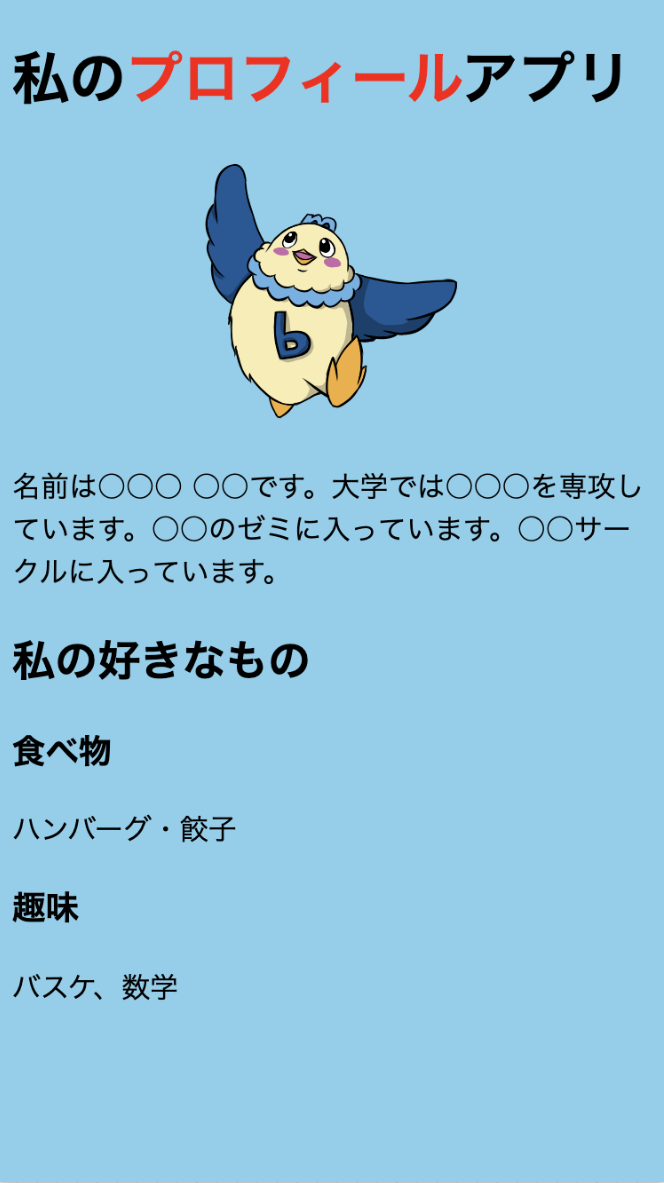 私のプロフィールアプリ
b
名前は〇〇〇 〇〇です。大学では〇〇〇を専攻し
ています。〇〇のゼミに入っています。〇〇サー
クルに入っています。
私の好きなもの
食べ物
ハンバーグ・餃子
趣味
バスケ、数学